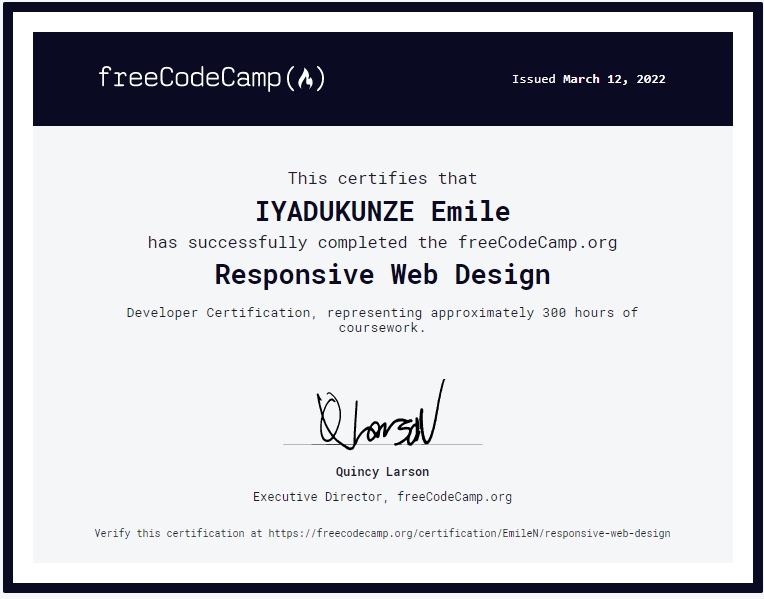 freeCodeCamp(🔥)
Issued March 12, 2022
This certifies that
IYADUKUNZE Emile
has successfully completed the freeCodeCamp.org
Responsive Web Design
Developer Certification, representing approximately 300 hours of
coursework.
Q Larson
Quincy Larson
Executive Director, freeCodeCamp.org
Verify this certification at https://freecodecamp.org/certification/EmileN/responsive-web-design